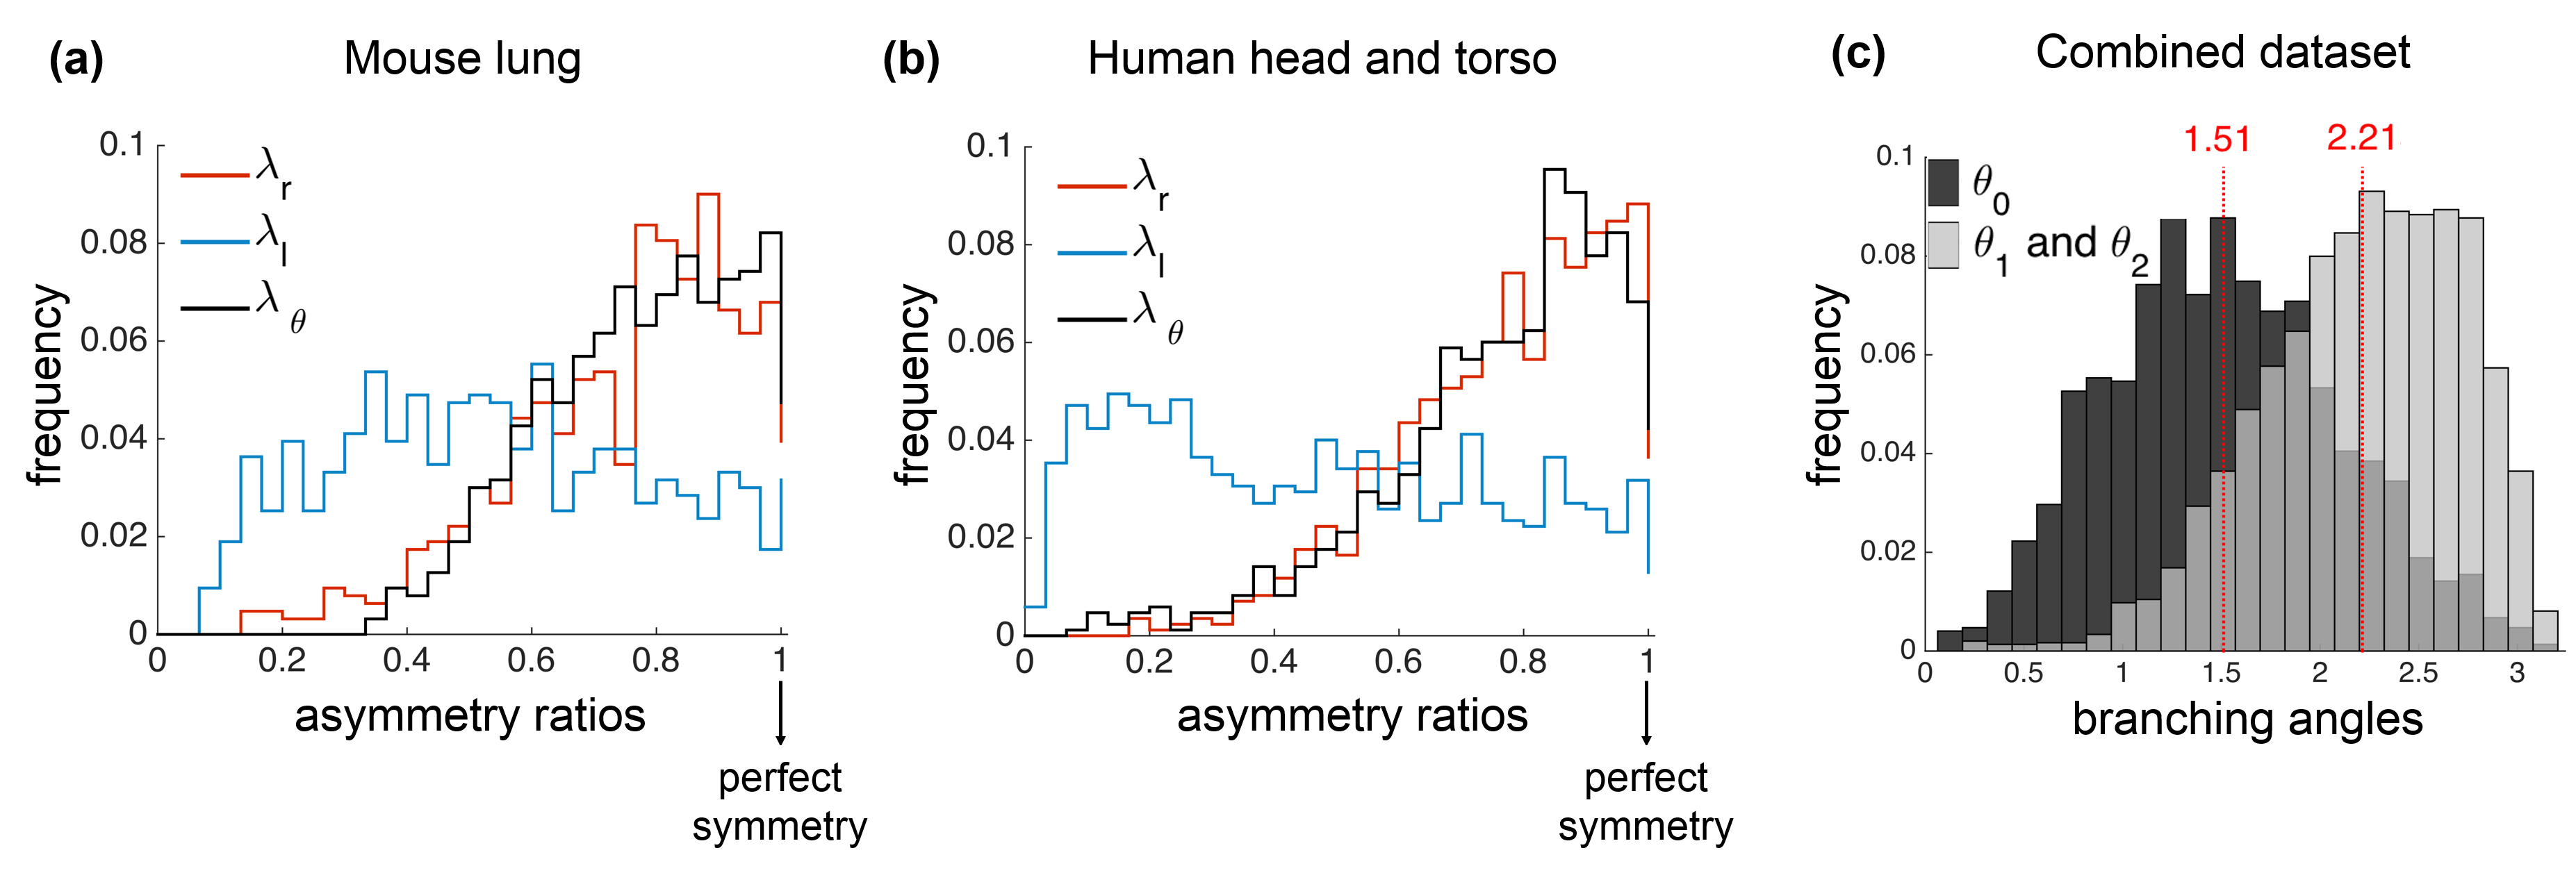 (a) Mouse lung
0.1
0.08
0.06
0.04
0.02
0
λr
λl
λθ
frequency
0 0.2 0.4 0.6 0.8 1
asymmetry ratios
perfect
symmetry
(b) Human head and torso
0.1
0.08
0.06
0.04
0.02
0
λr
λl
λθ
frequency
0 0.2 0.4 0.6 0.8 1
asymmetry ratios
perfect
symmetry
(c) Combined dataset
1.51 2.21
0.1
0.08
0.06
0.04
0.02
0
θ0
θ1 and θ2
frequency
0 0.5 1 1.5 2 2.5 3
branching angles